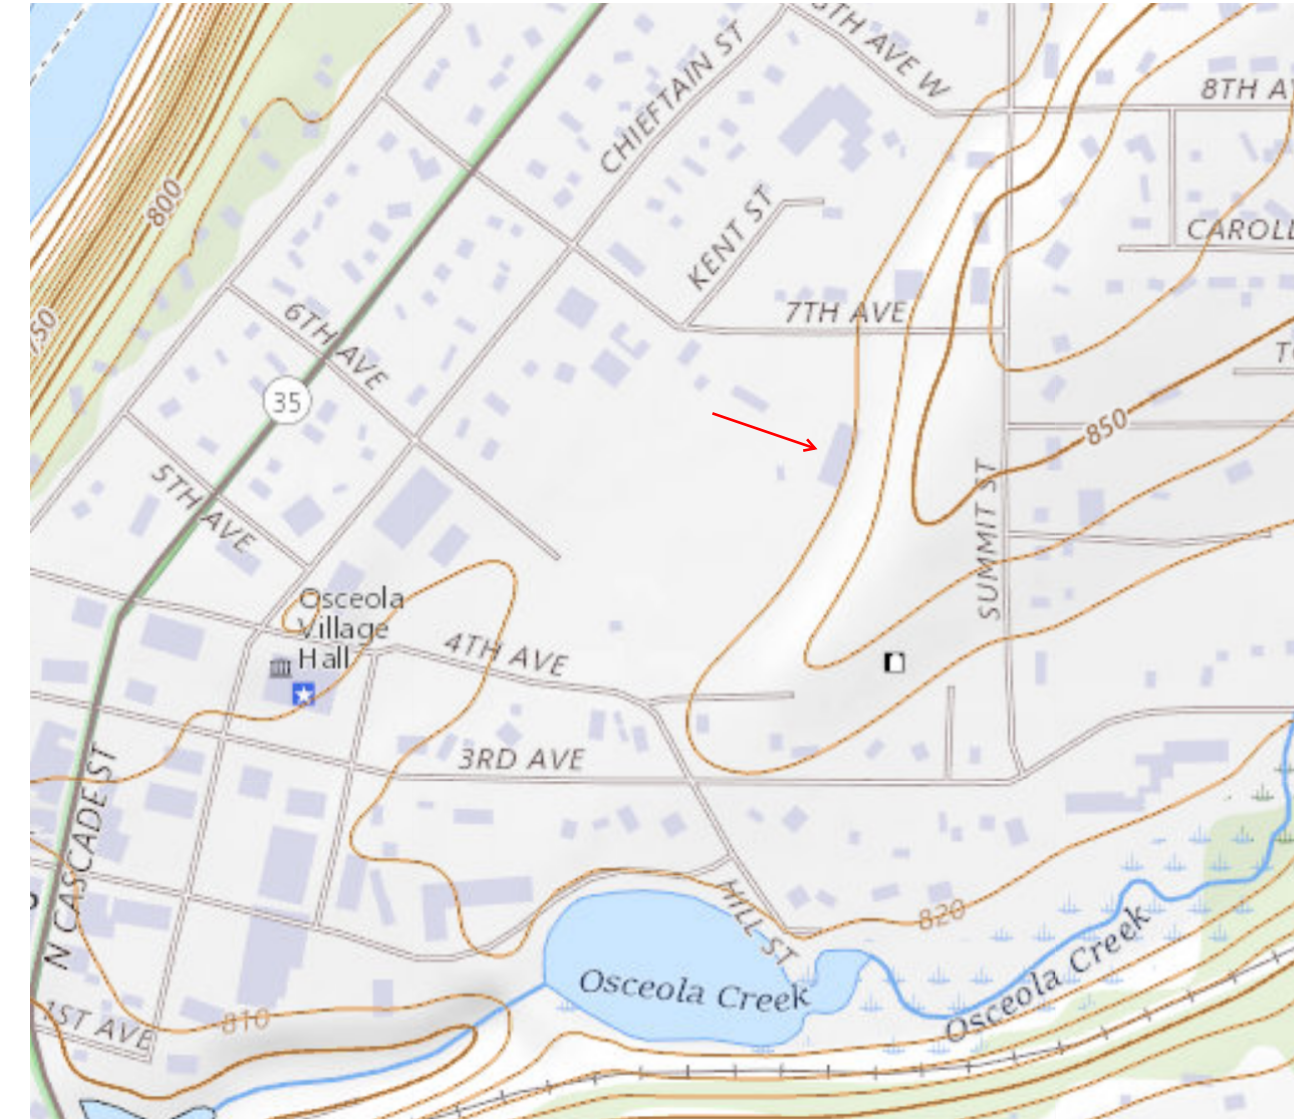 CHIEFTAIN ST
8TH AVE W
8TH AV
800
KENT ST
CAROLL
750
6TH AVE
7TH AVE
35
850
5TH AVE
SUMMIT ST
Osceola
Village
Hall
4TH AVE
3RD AVE
N CASCADE ST
HILL ST
820
Osceola Creek
Osceola Creek
810
1ST AVE